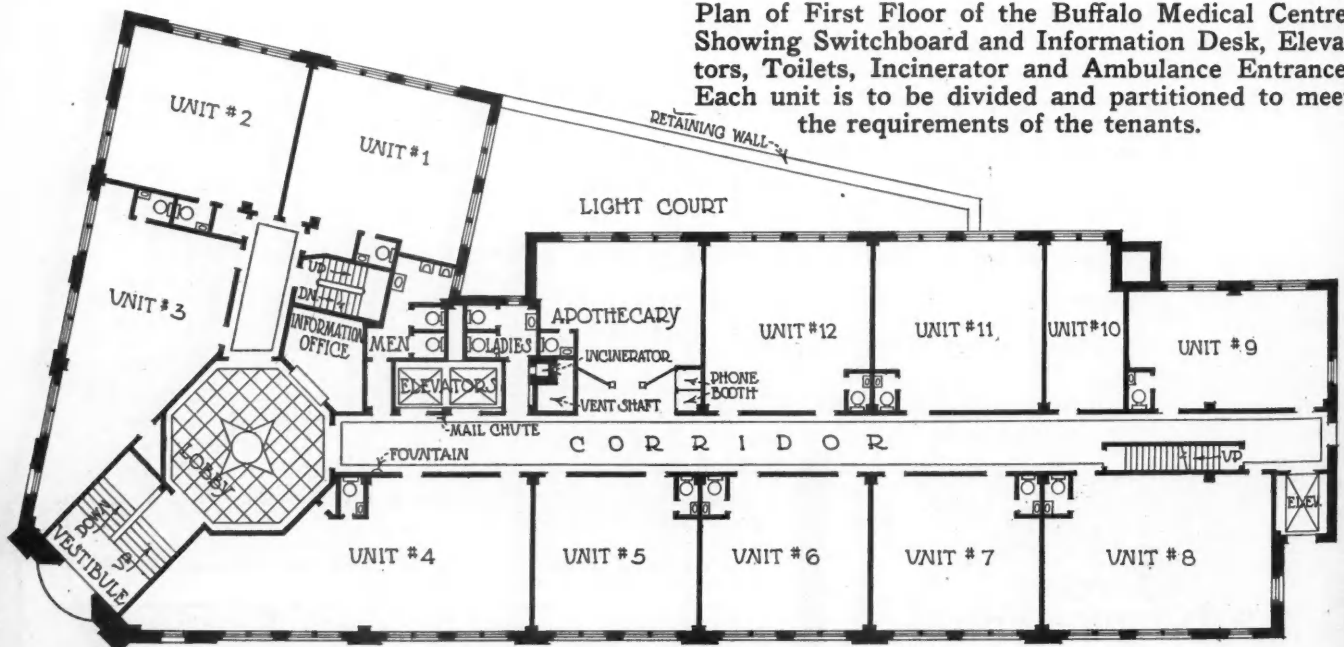 Plan of First Floor of the Buffalo Medical Centre
Showing Switchboard and Information Desk, Eleva-
tors, Toilets, Incinerator and Ambulance Entrance
Each unit is to be divided and partitioned to meet
the requirements of the tenants.
UNIT #2
UNIT #1
RETAINING WALL
LIGHT COURT
UNIT #3
UP
DN.
INFORMATION
OFFICE
MEN
LADIES
APOTHECARY
INCINERATOR
ELEVATORS
VENT SHAFT
PHONE
BOOTH
UNIT #12
UNIT #11
UNIT #10
UNIT #9
MAIL CHUTE
FOUNTAIN
CORRIDOR
UP
LOBBY
ELEV.
DOWN
VESTIBULE
UNIT #4
UNIT #5
UNIT #6
UNIT #7
UNIT #8